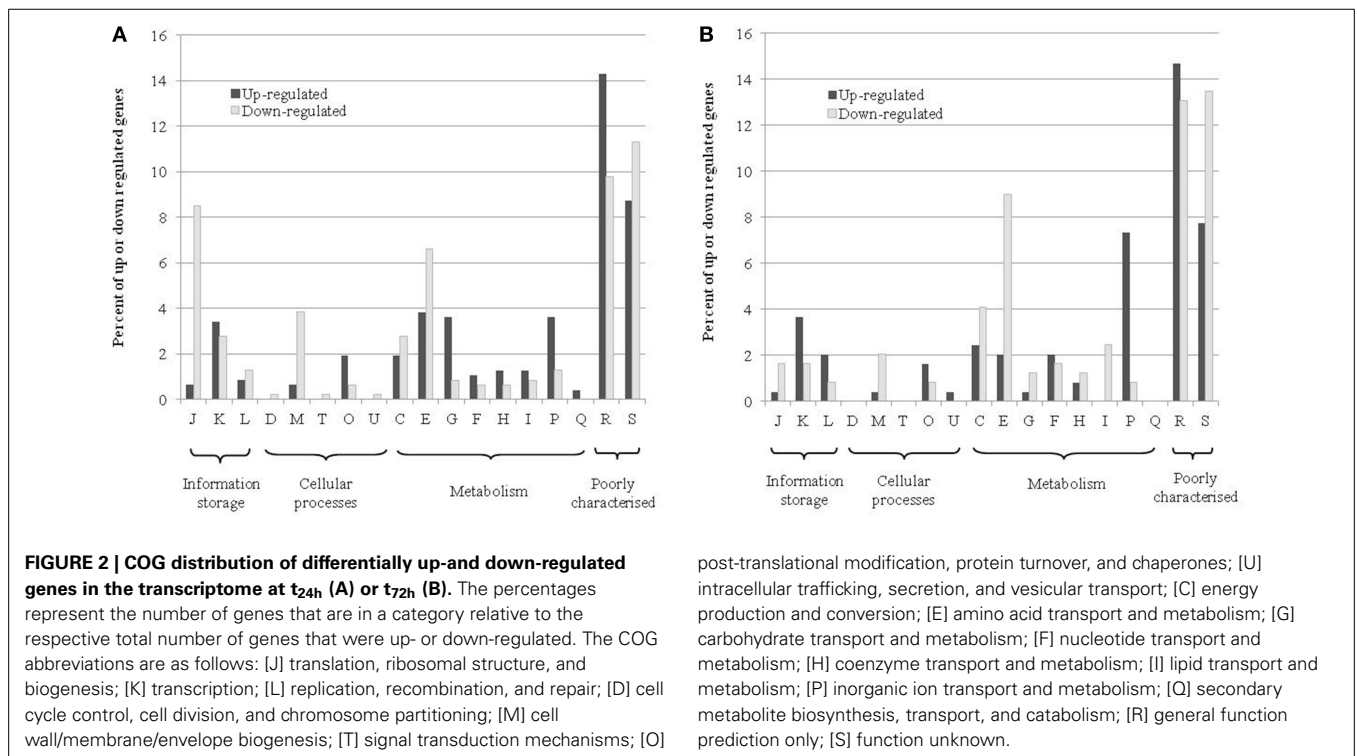 A
16
14
12
10
8
6
4
2
0
Percent of up or down regulated genes
Up-regulated
Down-regulated
J K L D M T O U C E G F H I P Q R S
Information storage
Cellular processes
Metabolism
Poorly characterised
B
16
14
12
10
8
6
4
2
0
Percent of up or down regulated genes
Up-regulated
Down-regulated
J K L D M T O U C E G F H I P Q R S
Information storage
Cellular processes
Metabolism
Poorly characterised
FIGURE 2 | COG distribution of differentially up-and down-regulated
genes in the transcriptome at t24h (A) or t72h (B). The percentages
represent the number of genes that are in a category relative to the
respective total number of genes that were up- or down-regulated. The COG
abbreviations are as follows: [J] translation, ribosomal structure, and
biogenesis; [K] transcription; [L] replication, recombination, and repair; [D] cell
cycle control, cell division, and chromosome partitioning; [M] cell
wall/membrane/envelope biogenesis; [T] signal transduction mechanisms; [O]
post-translational modification, protein turnover, and chaperones; [U]
intracellular trafficking, secretion, and vesicular transport; [C] energy
production and conversion; [E] amino acid transport and metabolism; [G]
carbohydrate transport and metabolism; [F] nucleotide transport and
metabolism; [H] coenzyme transport and metabolism; [I] lipid transport and
metabolism; [P] inorganic ion transport and metabolism; [Q] secondary
metabolite biosynthesis, transport, and catabolism; [R] general function
prediction only; [S] function unknown.